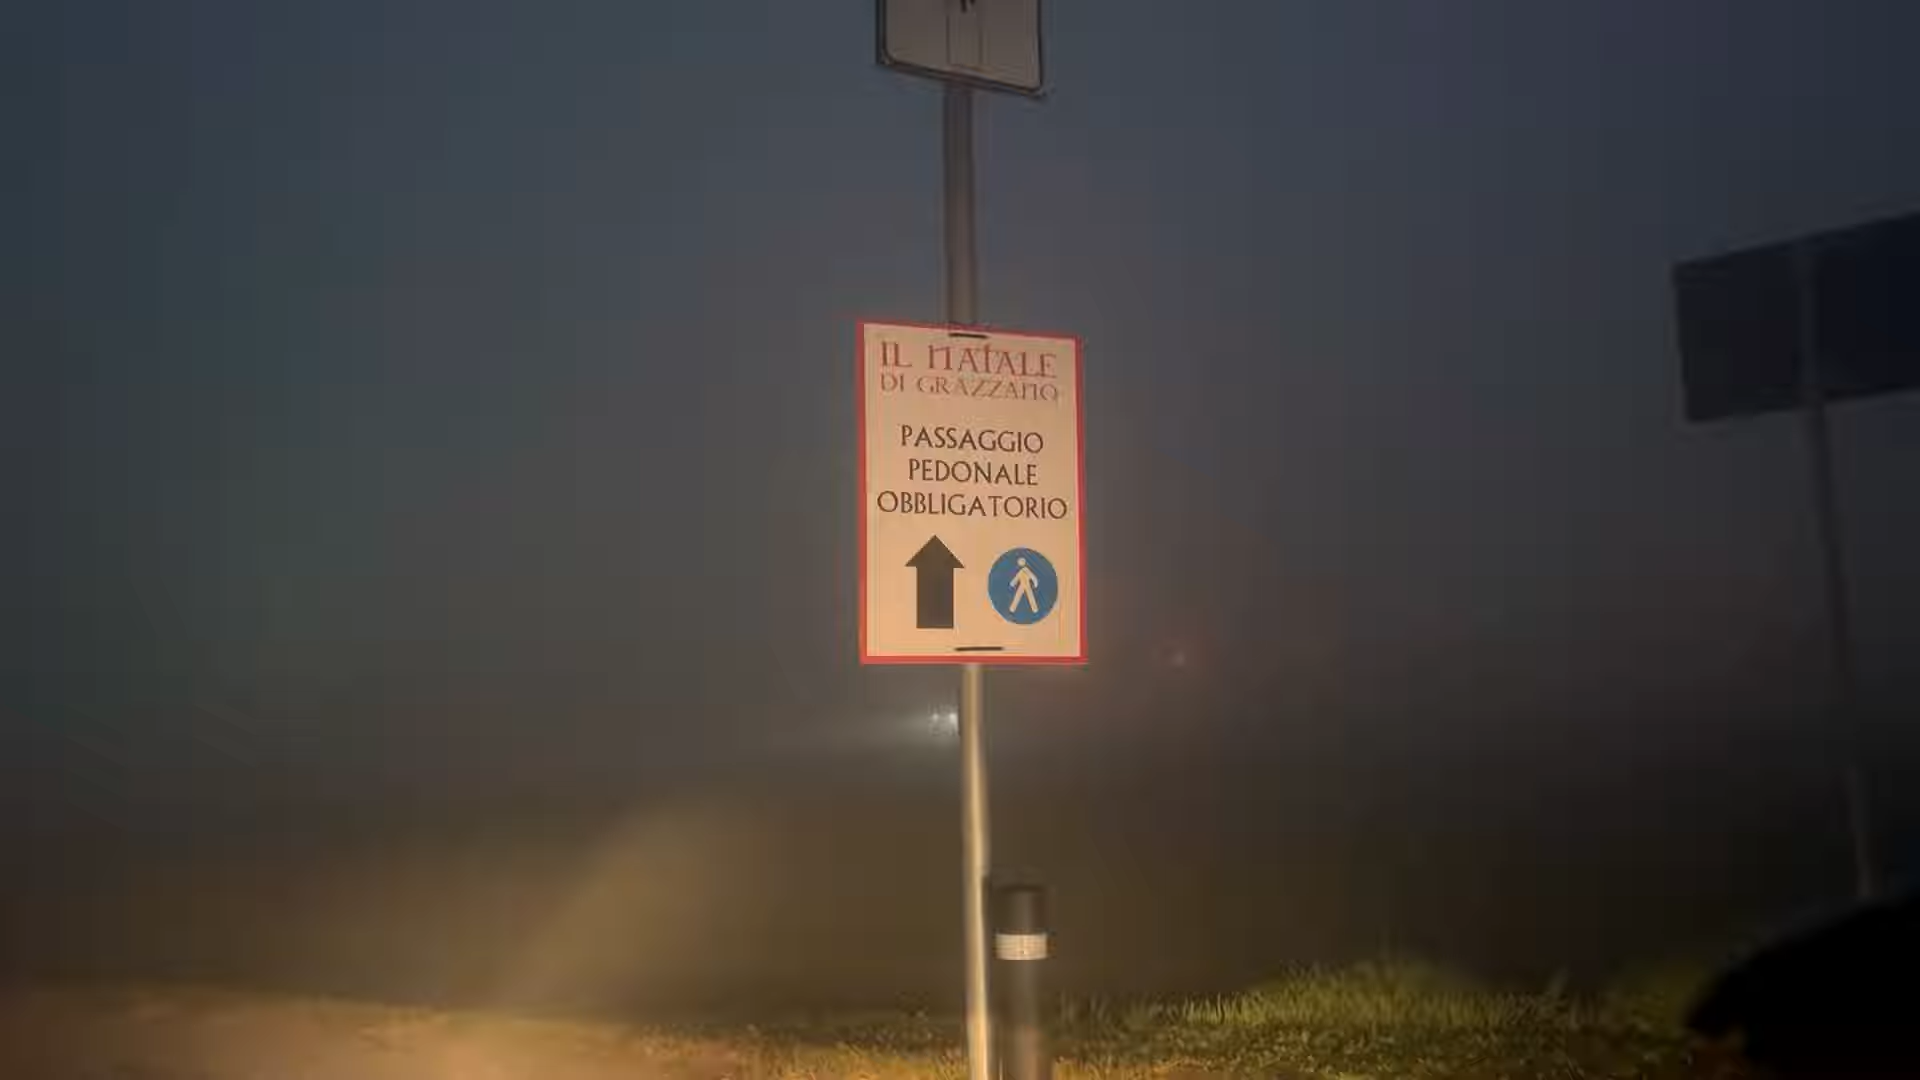 IL NATALE
DI GRAZZANO
PASSAGGIO
PEDONALE
OBBLIGATORIO